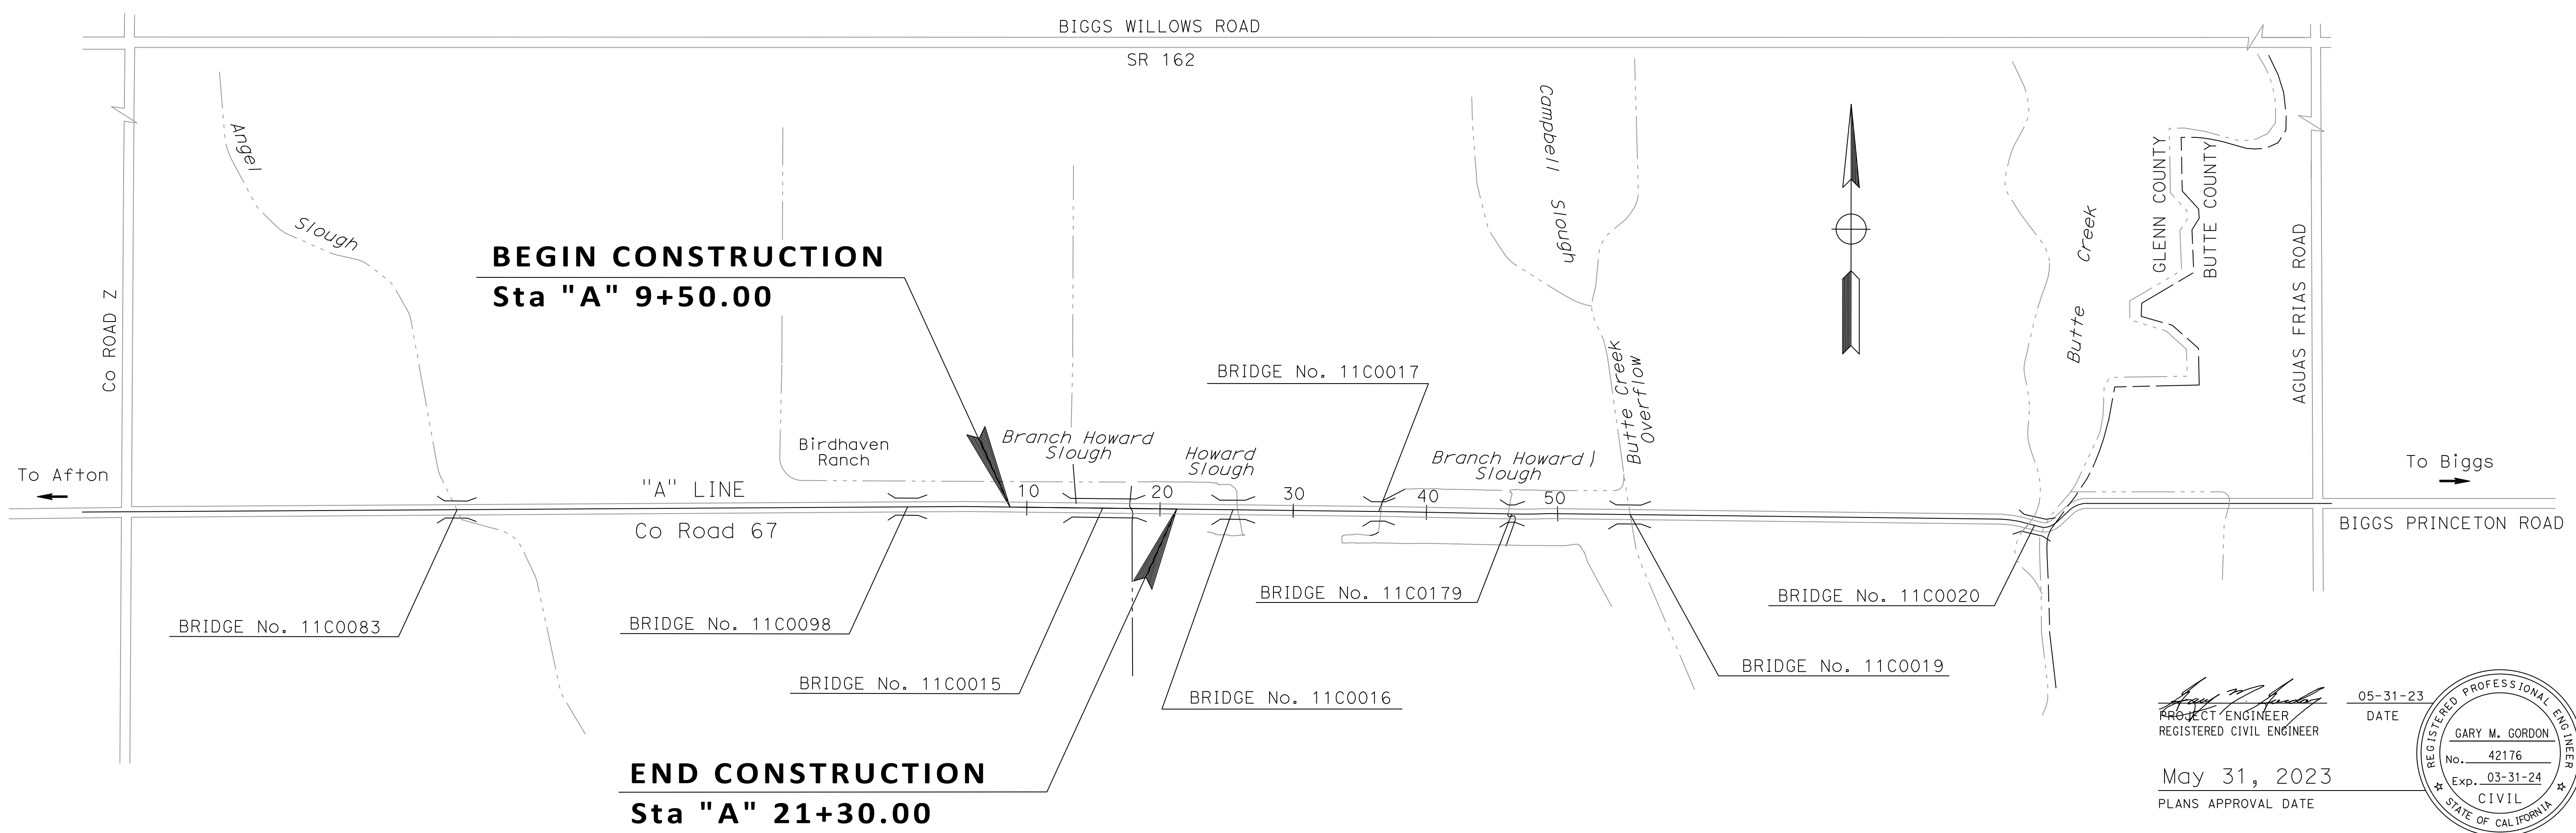 BIGGS WILLOWS ROAD
SR 162
Angel
Slough
Campbell Slough
Butte Creek
GLENN COUNTY
BUTTE COUNTY
AGUAS FRIAS ROAD
Co ROAD Z
BEGIN CONSTRUCTION
Sta "A" 9+50.00
BRIDGE No. 11C0017
Butte Creek
Overflow
Birdhaven
Ranch
Branch Howard
Slough
Howard
Slough
Branch Howard
Slough
To Afton
To Biggs
"A" LINE
10
20
30
40
50
Co Road 67
BIGGS PRINCETON ROAD
BRIDGE No. 11C0083
BRIDGE No. 11C0098
BRIDGE No. 11C0015
BRIDGE No. 11C0016
BRIDGE No. 11C0179
BRIDGE No. 11C0019
BRIDGE No. 11C0020
END CONSTRUCTION
Sta "A" 21+30.00
Gary M. Gordon
05-31-23
PROJECT ENGINEER
DATE
REGISTERED CIVIL ENGINEER
May 31, 2023
PLANS APPROVAL DATE
REGISTERED PROFESSIONAL ENGINEER
GARY M. GORDON
No. 42176
Exp. 03-31-24
CIVIL
STATE OF CALIFORNIA